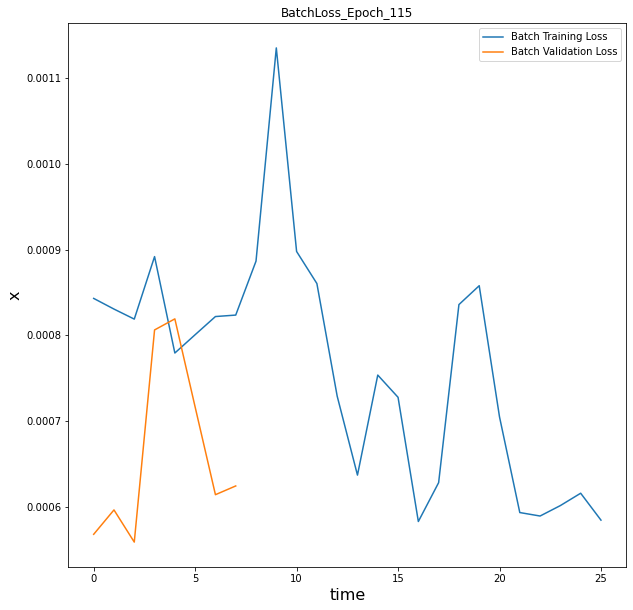 BatchLoss_Epoch_115
Batch Training Loss
Batch Validation Loss
0.0011
0.0010
0.0009
0.0008
0.0007
0.0006
x
0 5 10 15 20 25
time